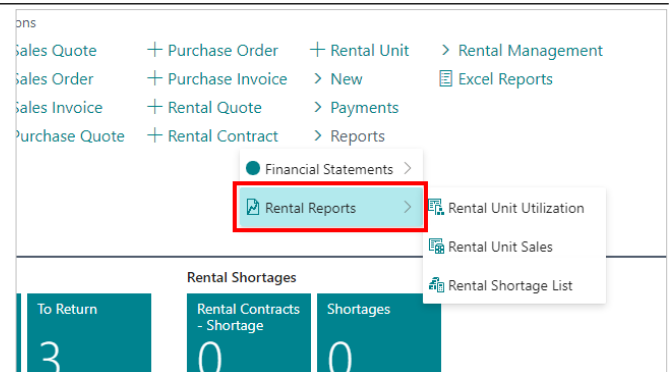 ons
Sales Quote + Purchase Order + Rental Unit > Rental Management
Sales Order + Purchase Invoice > New Excel Reports
Sales Invoice + Rental Quote > Payments
Purchase Quote + Rental Contract > Reports
Financial Statements >
Rental Reports > Rental Unit Utilization
Rental Unit Sales
Rental Shortage List
Rental Shortages
To Return Rental Contracts Shortages
- Shortage
3 0 0